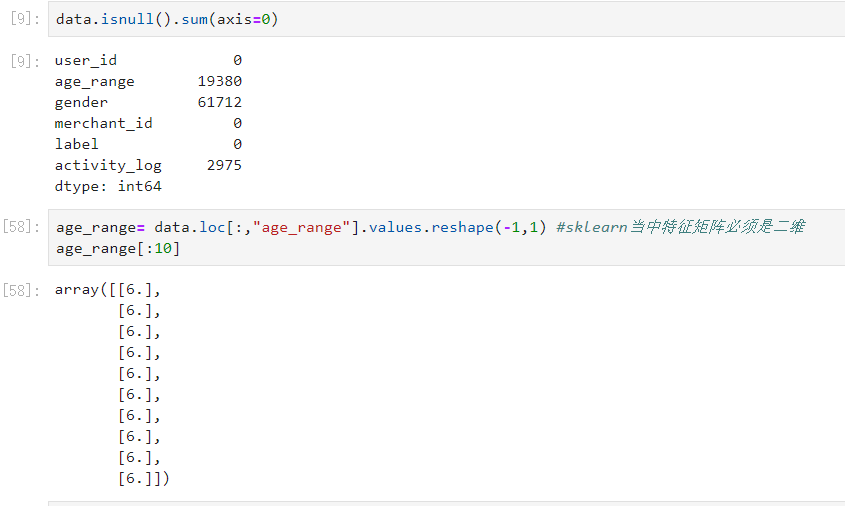 [9]: data.isnull().sum(axis=0)
[9]: user_id 0
age_range 19380
gender 61712
merchant_id 0
label 0
activity_log 2975
dtype: int64
[58]: age_range= data.loc[:,"age_range"].values.reshape(-1,1) #sklearn当中特征矩阵必须是二维
age_range[:10]
[58]: array([[6.],
[6.],
[6.],
[6.],
[6.],
[6.],
[6.],
[6.],
[6.],
[6.]])